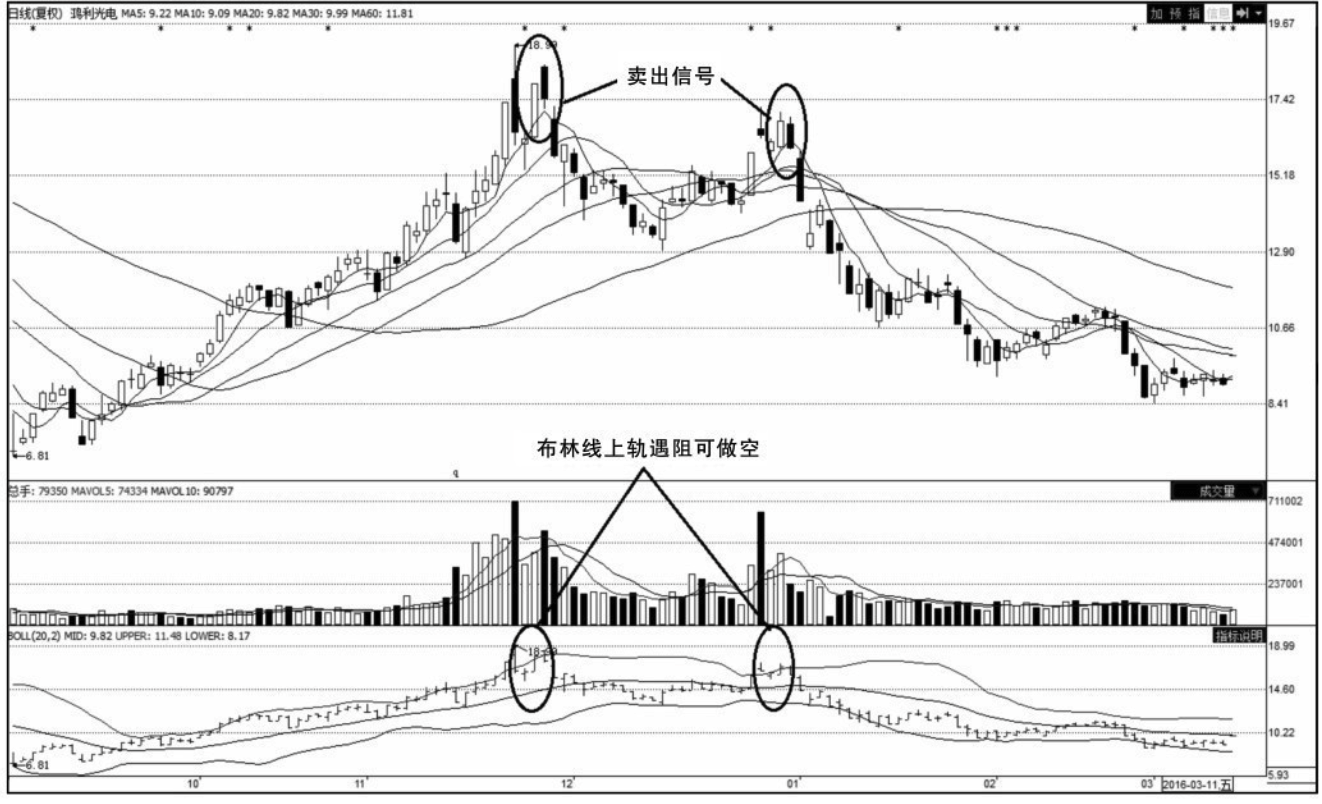 日线(复权) 鸿利光电 MA5: 9.22 MA10: 9.09 MA20: 9.82 MA30: 9.99 MA60: 11.81
加 预 指 信息
19.67
18.99
卖出信号
17.42
15.18
12.90
10.66
8.41
布林线上轨遇阻可做空
6.81
q
总手: 79350 MAVOL5: 74334 MAVOL10: 90797
成交量
711002
474001
237001
BOLL(20,2) MID: 9.82 UPPER: 11.48 LOWER: 8.17
指标说明
18.99
18.99
14.60
10.22
6.81
5.93
10 11 12 01 02 03 2016-03-11,五